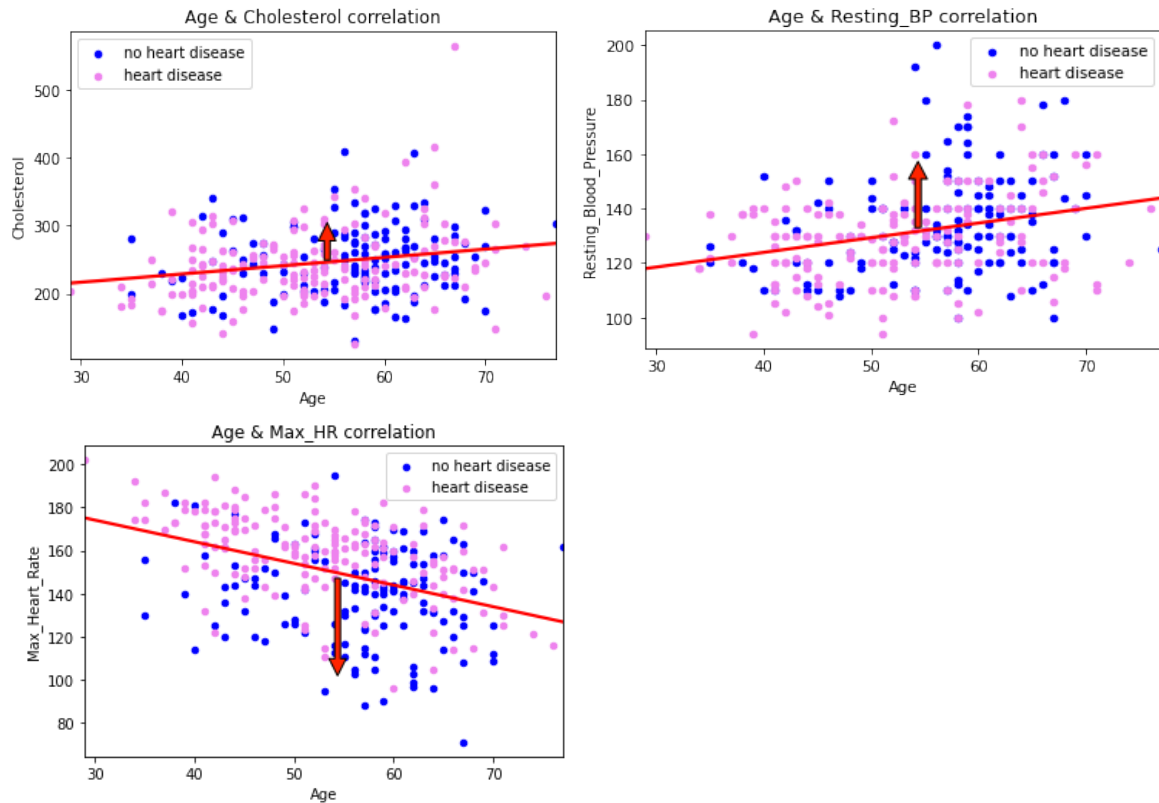 Age & Cholesterol correlation
no heart disease
heart disease
500
400
300
200
Cholesterol
30 40 50 60 70
Age
Age & Resting_BP correlation
no heart disease
heart disease
200
180
160
140
120
100
Resting_Blood_Pressure
30 40 50 60 70
Age
Age & Max_HR correlation
no heart disease
heart disease
200
180
160
140
120
100
80
Max_Heart_Rate
30 40 50 60 70
Age